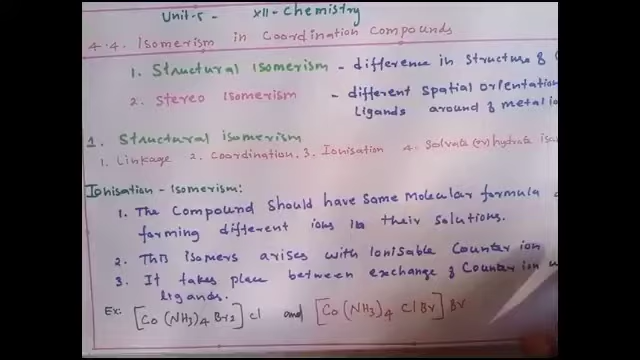 Unit-5 - XII - Chemistry
4.4. Isomerism in Coordination Compounds
1. Structural Isomerism - difference in structure of
2. Stereo Isomerism - different spatial
Ligands around of metal
1. Structural isomerism
1. Linkage 2. Coordination. 3. Ionisation 4. Solvate (or) hydrate
Ionisation - Isomerism:
1. The Compound should have same Molecular formula
forming different ions in their solutions.
2. This isomers arises with Ionisable Counter ion
3. It takes place between exchange of Counter ion
ligands.
Ex: [Co(NH3)4 Br2] Cl and [Co(NH3)4 ClBr] Br